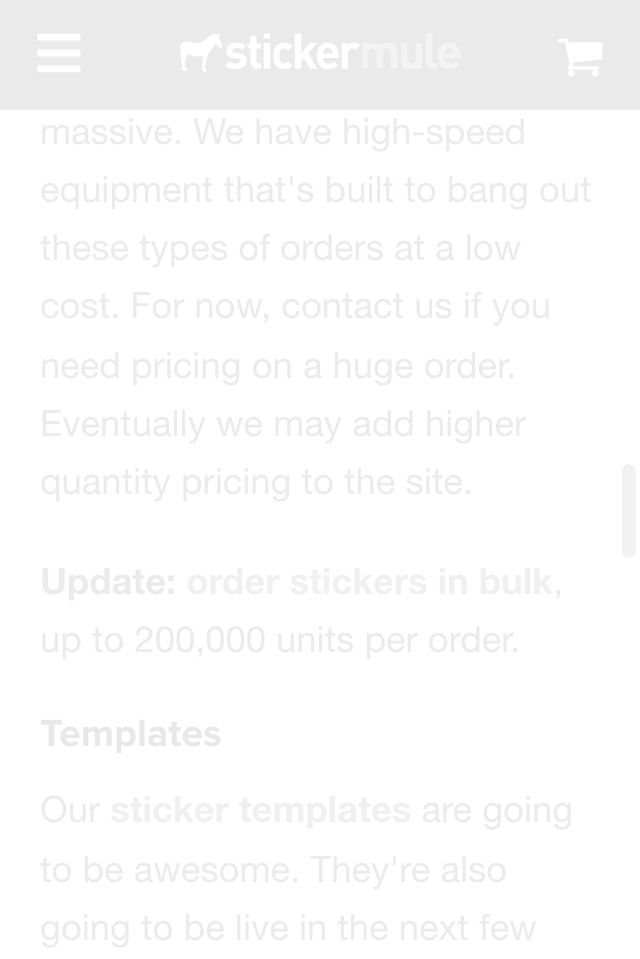 stickermule
massive. We have high-speed
equipment that's built to bang out
these types of orders at a low
cost. For now, contact us if you
need pricing on a huge order.
Eventually we may add higher
quantity pricing to the site.
Update: order stickers in bulk,
up to 200,000 units per order.
Templates
Our sticker templates are going
to be awesome. They're also
going to be live in the next few